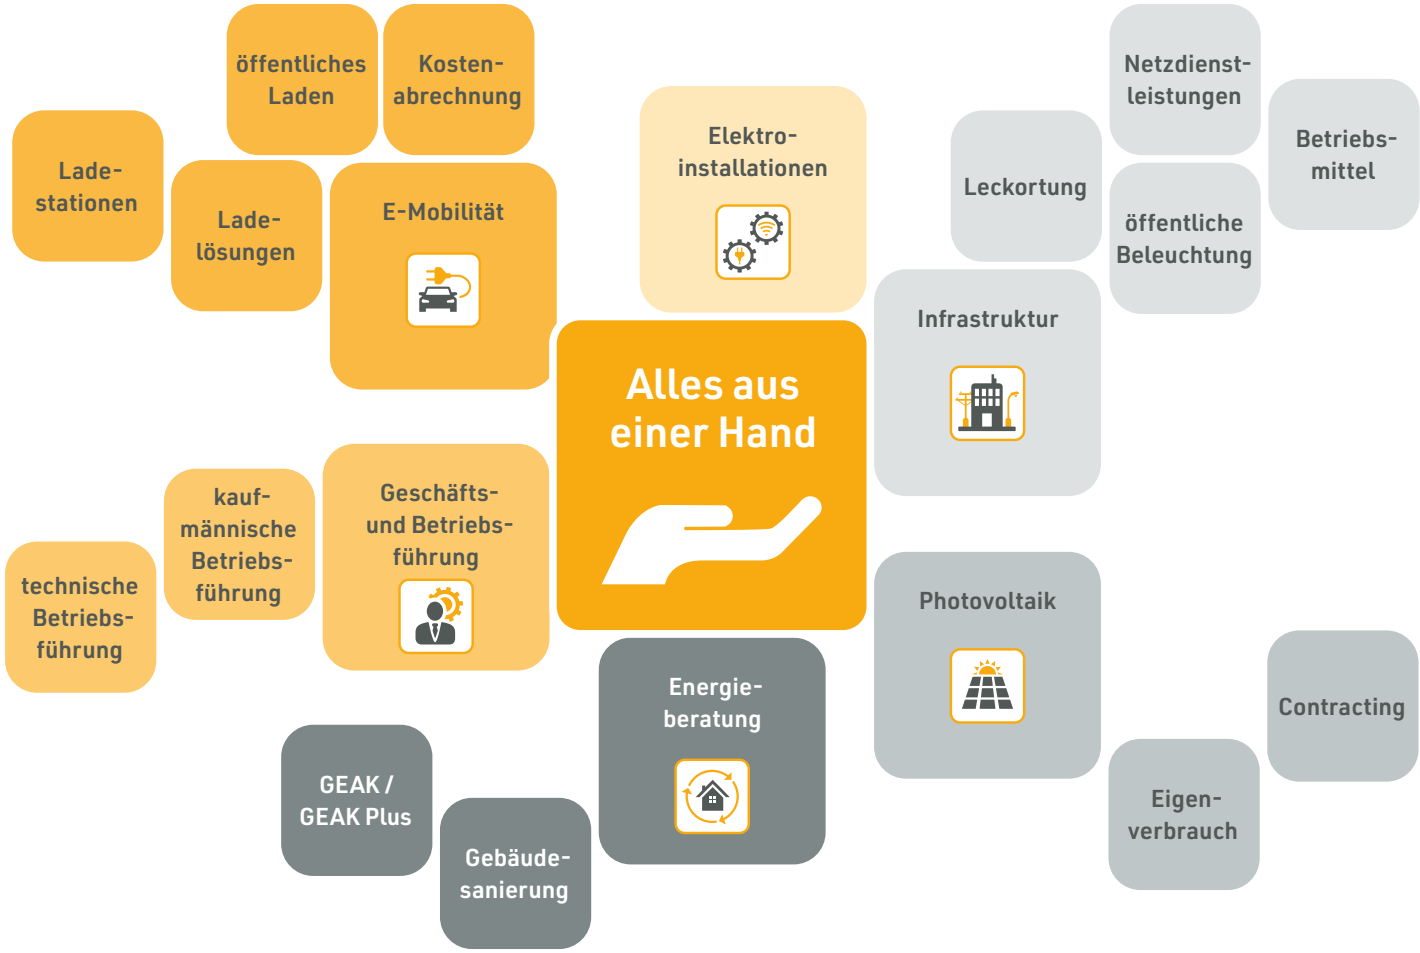 öffentliches
Laden
Kosten-
abrechnung
Lade-
stationen
Lade-
lösungen
E-Mobilität
Elektro-
installationen
Netzdienst-
leistungen
Betriebs-
mittel
Leckortung
öffentliche
Beleuchtung
Infrastruktur
Alles aus
einer Hand
Geschäfts-
und Betriebs-
führung
kauf-
männische
Betriebs-
führung
technische
Betriebs-
führung
Photovoltaik
Contracting
Eigen-
verbrauch
Energie-
beratung
GEAK /
GEAK Plus
Gebäude-
sanierung